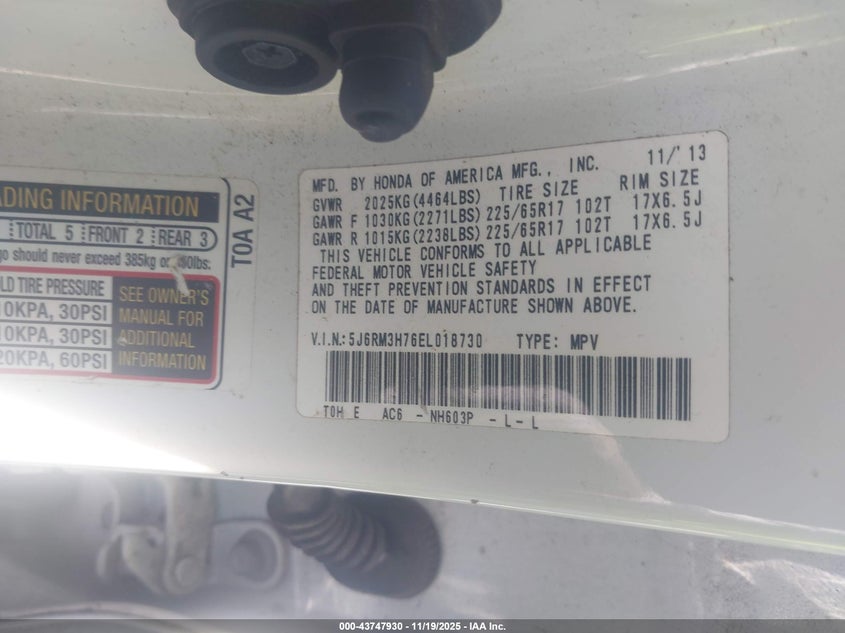 ADING INFORMATION
TOTAL 5 FRONT 2 REAR 3
go should never exceed 385kg or lbs.
LD TIRE PRESSURE
10KPA, 30PSI
10KPA, 30PSI
20KPA, 60PSI
SEE OWNER'S
MANUAL FOR
ADDITIONAL
INFORMATION
T0A A2
MFD. BY HONDA OF AMERICA MFG., INC. 11/'13
GVWR 2025KG(4464LBS) TIRE SIZE RIM SIZE
GAWR F 1030KG(2271LBS) 225/65R17 102T 17X6.5J
GAWR R 1015KG(2238LBS) 225/65R17 102T 17X6.5J
THIS VEHICLE CONFORMS TO ALL APPLICABLE
FEDERAL MOTOR VEHICLE SAFETY
AND THEFT PREVENTION STANDARDS IN EFFECT
ON THE DATE OF MANUFACTURE SHOWN ABOVE.
V.I.N.: 5J6RM3H76EL018730 TYPE: MPV
T0H E AC6 - NH603P - L - L
000-43747930 - 11/19/2025 - IAA Inc.